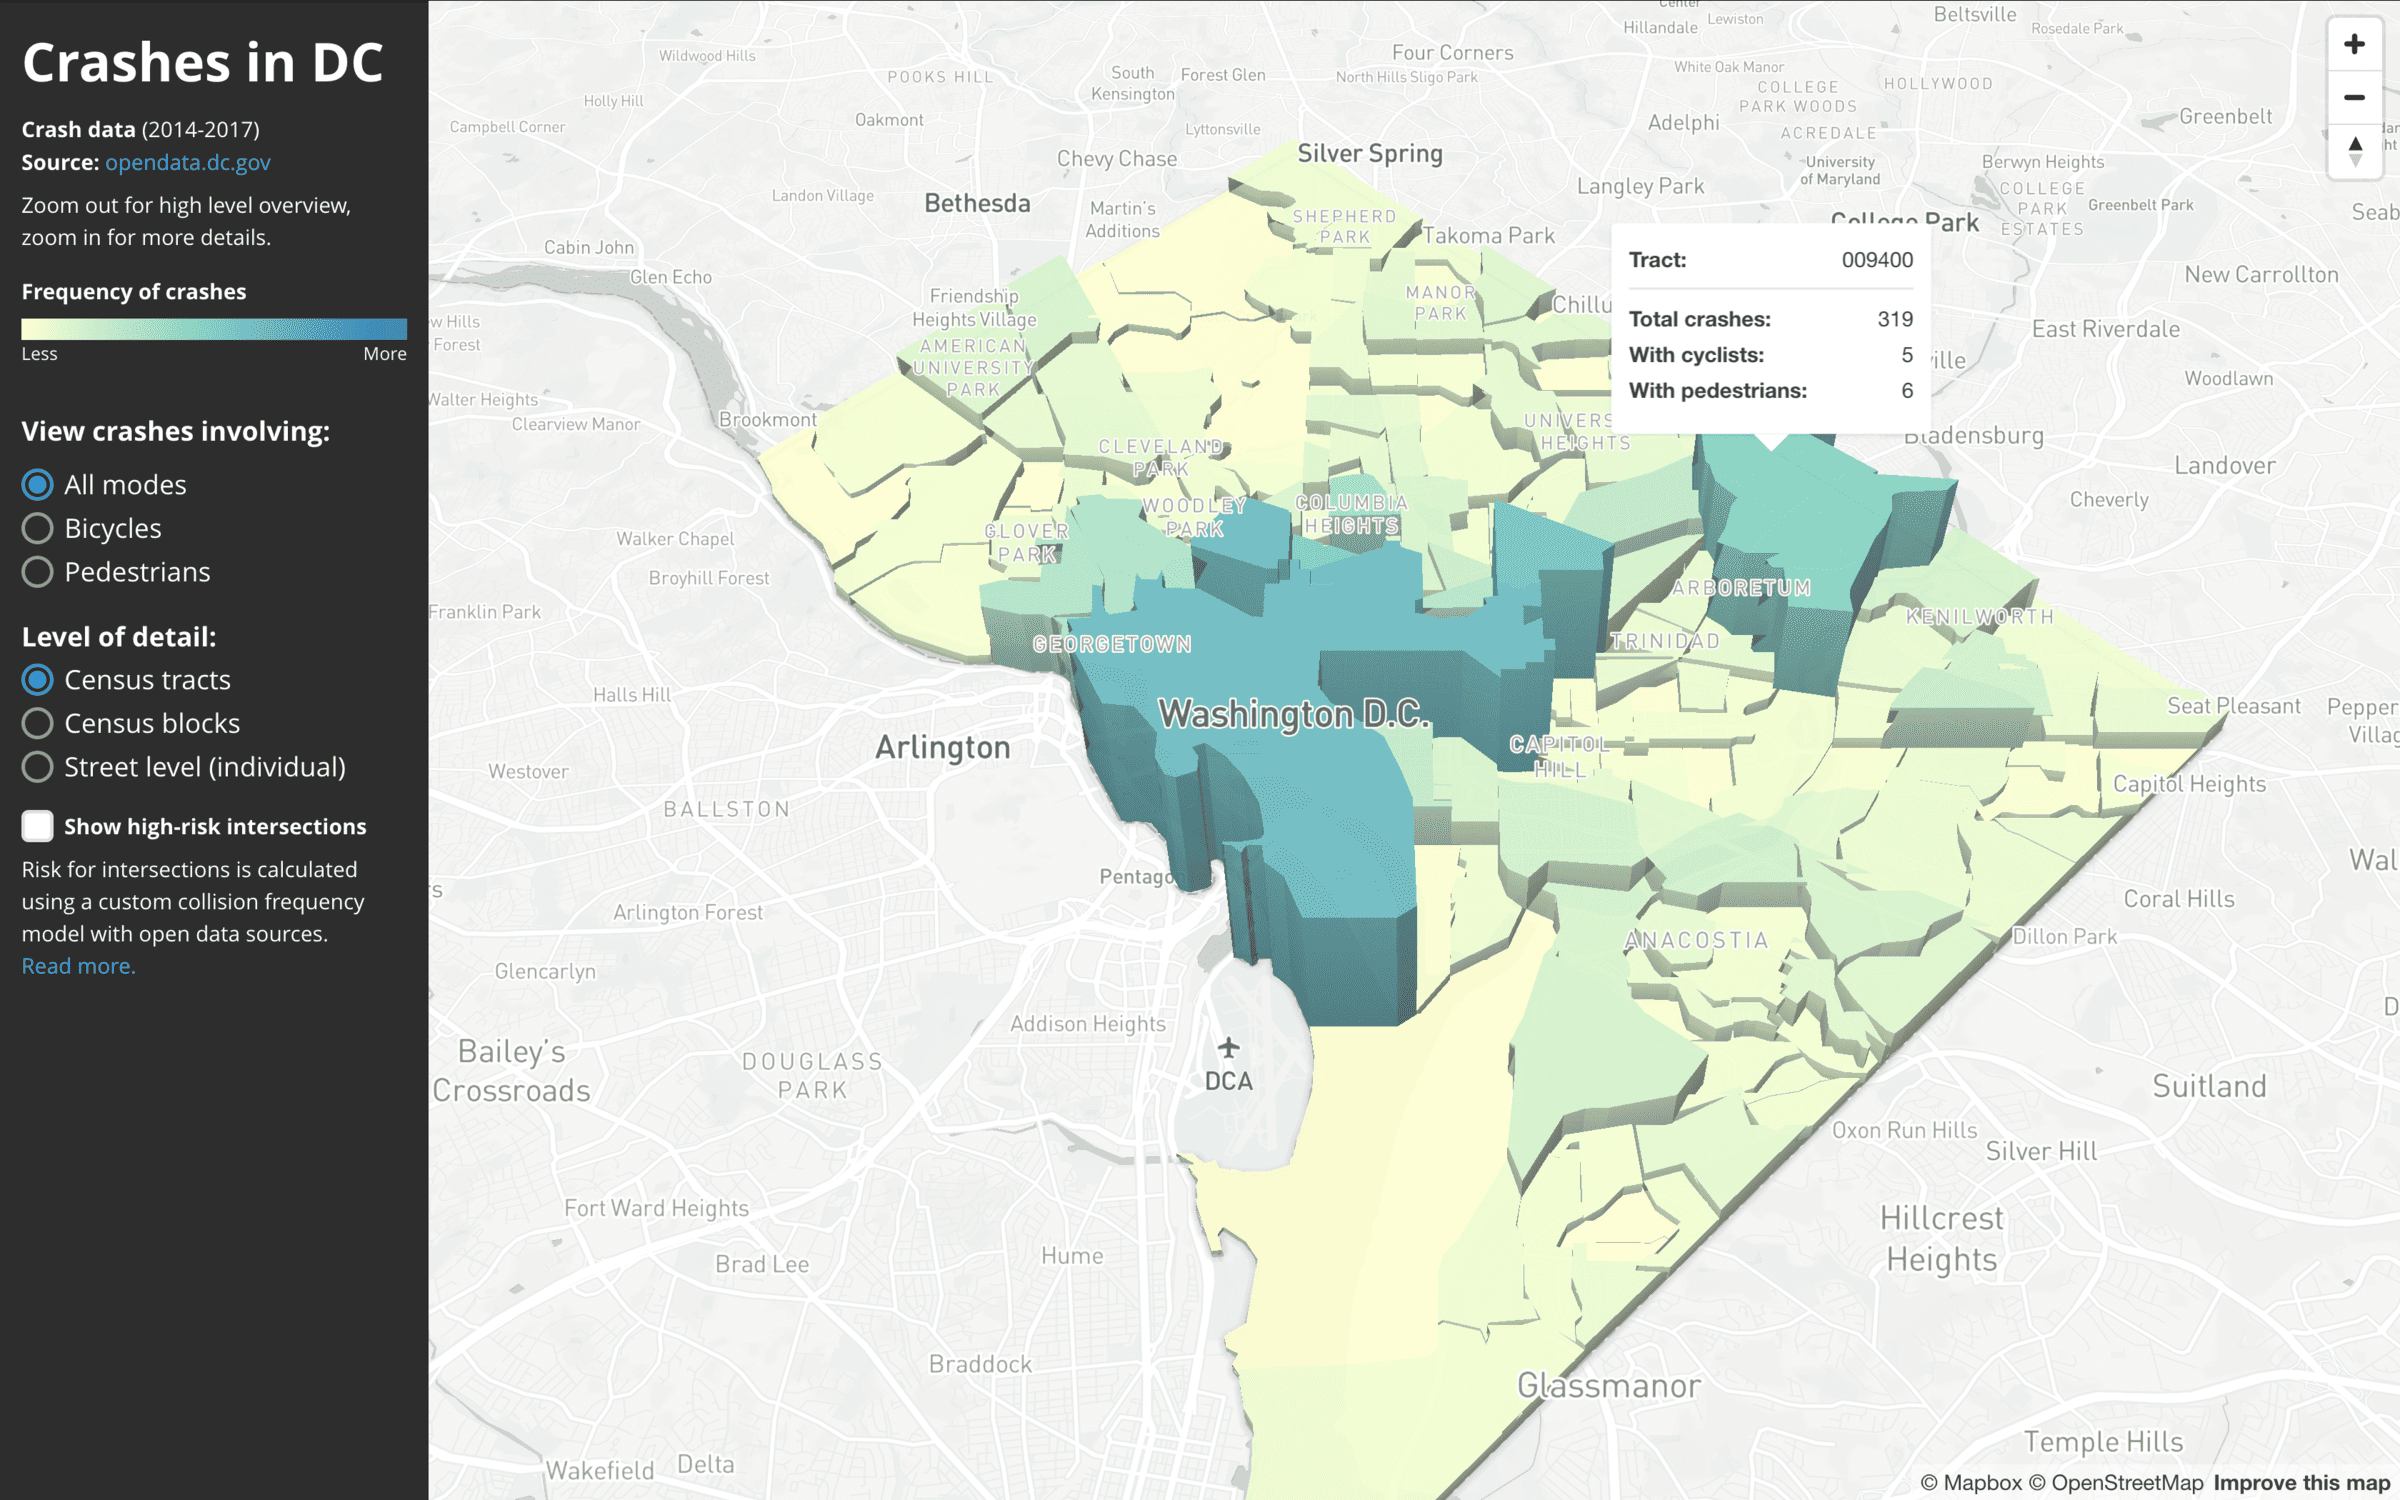 Crashes in DC
Crash data (2014-2017)
Source: opendata.dc.gov
Zoom out for high level overview,
zoom in for more details.
Frequency of crashes
Less
More
View crashes involving:
All modes
Bicycles
Pedestrians
Level of detail:
Census tracts
Census blocks
Street level (individual)
Show high-risk intersections
Risk for intersections is calculated
using a custom collision frequency
model with open data sources.
Read more.
Center
Hillandale
Lewiston
Beltsville
Rosedale Park
Wildwood Hills
POOKS HILL
South
Kensington
Forest Glen
Four Corners
North Hills Sligo Park
White Oak Manor
COLLEGE
PARK WOODS
HOLLYWOOD
Holly Hill
Campbell Corner
Oakmont
Lyttonsville
Adelphi
ACREDALE
Greenbelt
Chevy Chase
Silver Spring
University
of Maryland
Berwyn Heights
Landon Village
Bethesda
Martin's
Additions
Langley Park
COLLEGE
PARK
ESTATES
Greenbelt Park
Seab
SHEPHERD
PARK
Takoma Park
College Park
Cabin John
Glen Echo
New Carrollton
Tract: 009400
Total crashes: 319
With cyclists: 5
With pedestrians: 6
Friendship
Heights Village
MANOR
PARK
Chillu
w Hills
Forest
AMERICAN
UNIVERSITY
PARK
East Riverdale
ville
Woodlawn
Walter Heights
Clearview Manor
Brookmont
CLEVELAND
PARK
UNIVERS
HEIGHTS
Bladensburg
Landover
Cheverly
WOODLEY
PARK
COLUMBIA
HEIGHTS
GLOVER
PARK
Walker Chapel
Broyhill Forest
Franklin Park
ARBORETUM
KENILWORTH
GEORGETOWN
TRINIDAD
Halls Hill
Washington D.C.
Seat Pleasant
Pepper
Villag
Arlington
CAPITOL
HILL
Westover
Capitol Heights
BALLSTON
Wal
Pentago
rs
Coral Hills
Arlington Forest
ANACOSTIA
Dillon Park
Glencarlyn
Addison Heights
D
Bailey's
Crossroads
DOUGLASS
PARK
DCA
Suitland
Oxon Run Hills
Silver Hill
Fort Ward Heights
Hillcrest
Heights
Brad Lee
Hume
Braddock
Glassmanor
Wakefield
Delta
Temple Hills
© Mapbox © OpenStreetMap Improve this map